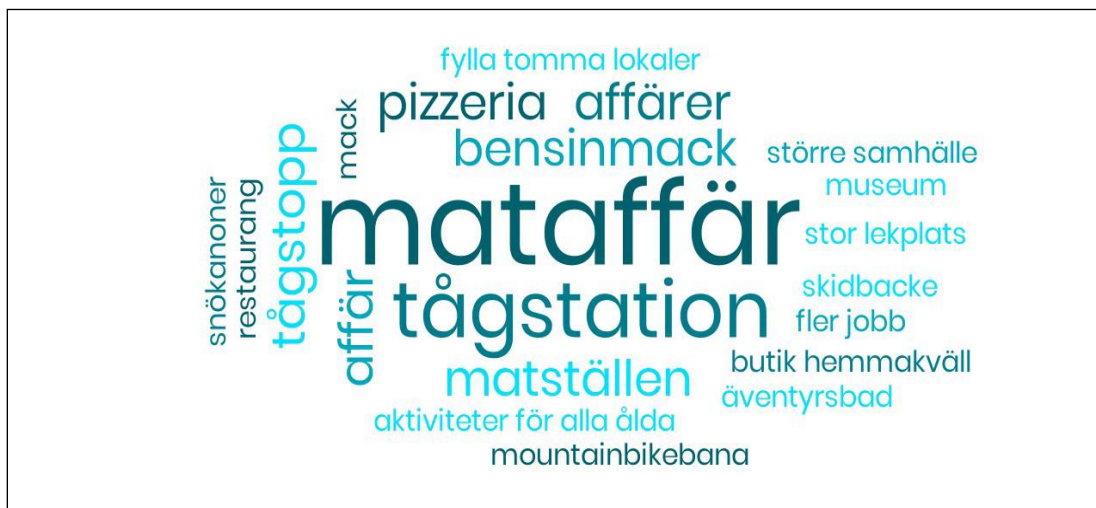 fylla tomma lokaler
pizzeria
affärer
mack
bensinmack
större samhälle
museum
tågstopp
mataffär
stor lekplats
snökanoner
restaurang
affär
tågstation
skidbacke
fler jobb
matställen
butik hemmakväll
äventyrsbad
aktiviteter för alla ålda
mountainbikebana